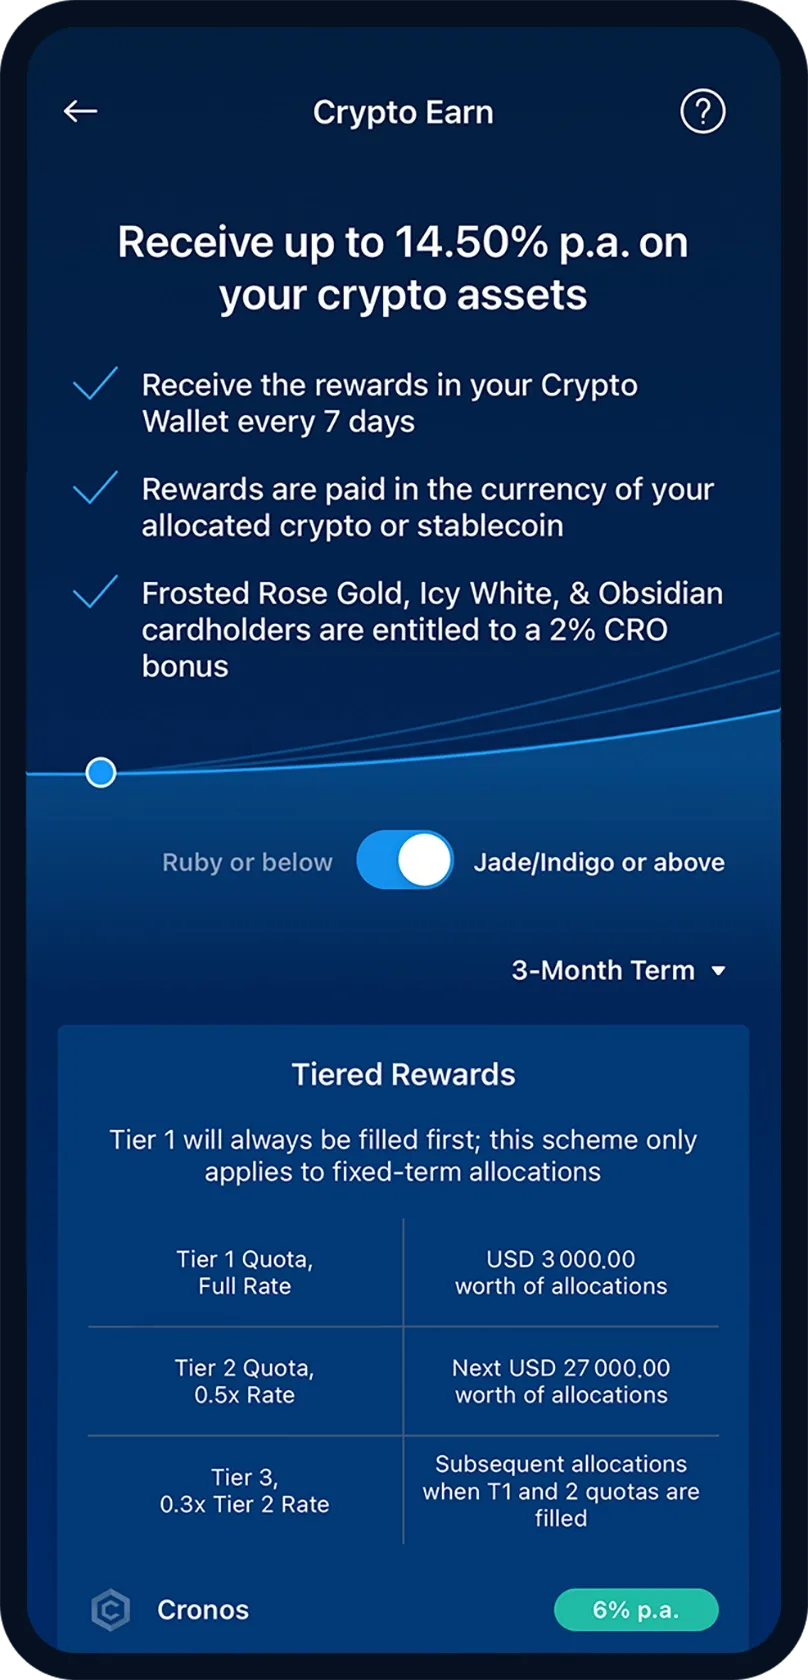 Crypto Earn
?
Receive up to 14.50% p.a. on
your crypto assets
Receive the rewards in your Crypto
Wallet every 7 days
Rewards are paid in the currency of your
allocated crypto or stablecoin
Frosted Rose Gold, Icy White, & Obsidian
cardholders are entitled to a 2% CRO
bonus
Ruby or below
Jade/Indigo or above
3-Month Term
Tiered Rewards
Tier 1 will always be filled first; this scheme only
applies to fixed-term allocations
Tier 1 Quota,
Full Rate
USD 3 000.00
worth of allocations
Tier 2 Quota,
0.5x Rate
Next USD 27 000.00
worth of allocations
Tier 3,
0.3x Tier 2 Rate
Subsequent allocations
when T1 and 2 quotas are
filled
Cronos
6% p.a.